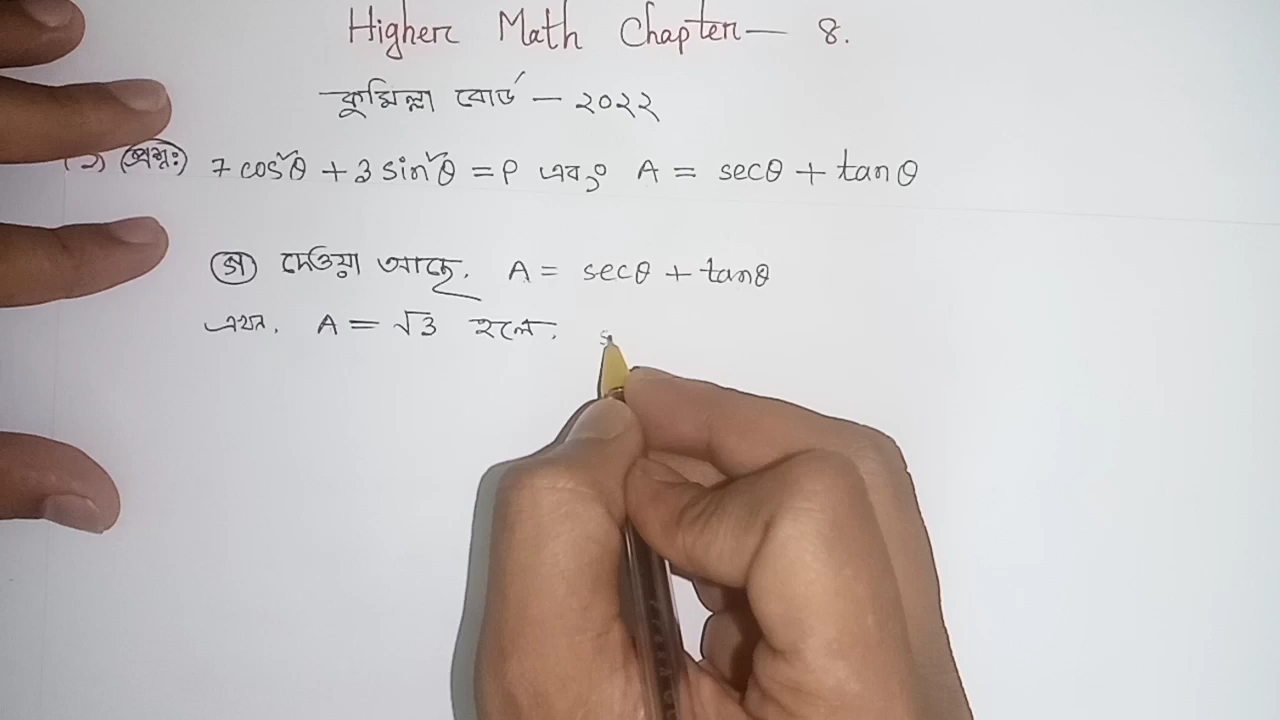 Higher Math Chapter — 8.
কুমিল্লা বোর্ড – ২০২২
(১) প্রশ্ন: 7 cos²θ + 3 sin²θ = P এবং A = secθ + tanθ
গ দেওয়া আছে, A = secθ + tanθ
এখন, A = √3 হলে, s